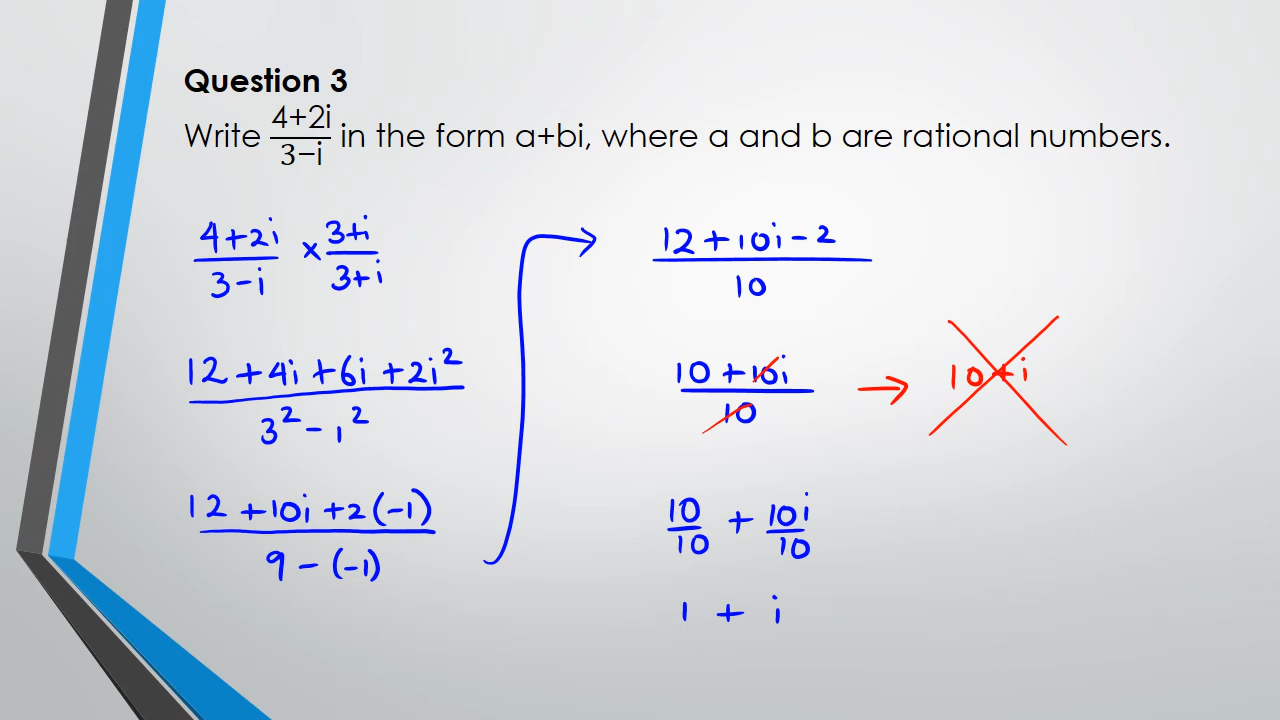 Question 3
Write (4+2i)/(3−i) in the form a+bi, where a and b are rational numbers.
(4+2i)/(3−i) × (3+i)/(3+i)
(12+4i+6i+2i²)/(3²−i²)
(12+10i+2(−1))/(9−(−1))
→ (12+10i−2)/10
(10+10i)/10 → 10+i
10/10 + 10i/10
1 + i